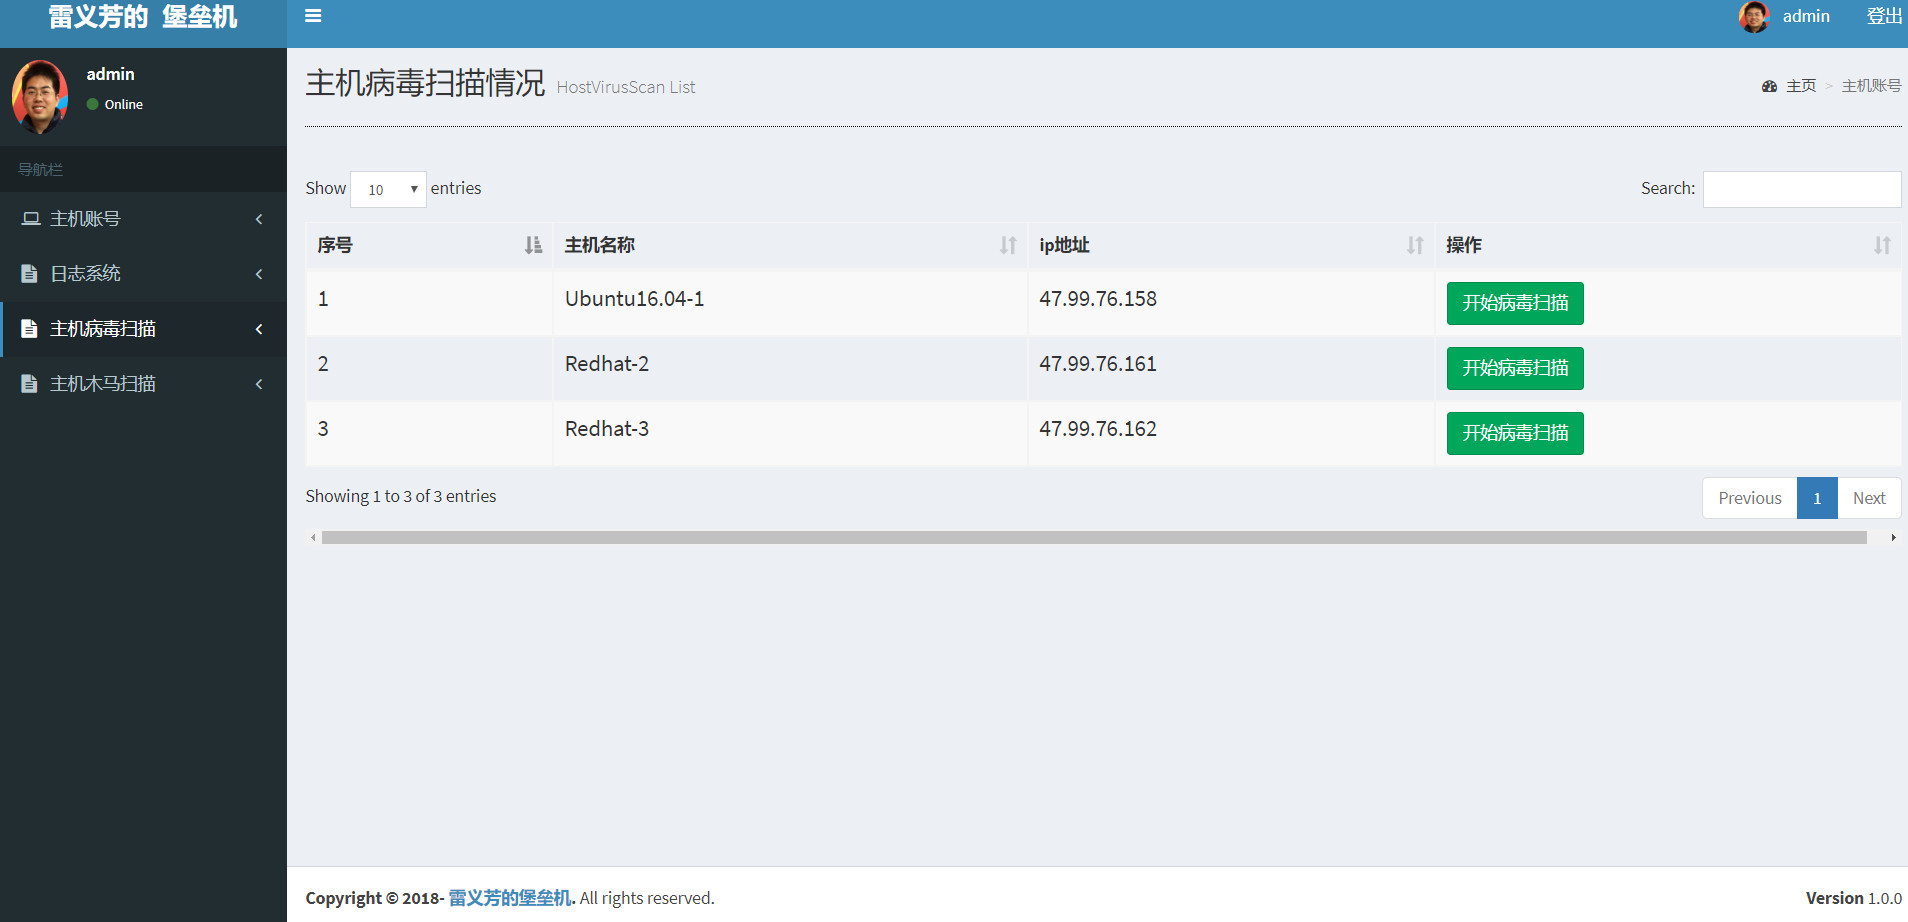 雷义芳的 堡垒机
admin 登出
admin
Online
导航栏
主机账号
日志系统
主机病毒扫描
主机木马扫描
主机病毒扫描情况 HostVirusScan List
主页 > 主机账号
Show 10 entries
Search:
序号 主机名称 ip地址 操作
1 Ubuntu16.04-1 47.99.76.158 开始病毒扫描
2 Redhat-2 47.99.76.161 开始病毒扫描
3 Redhat-3 47.99.76.162 开始病毒扫描
Showing 1 to 3 of 3 entries
Previous 1 Next
Copyright © 2018- 雷义芳的堡垒机. All rights reserved.
Version 1.0.0